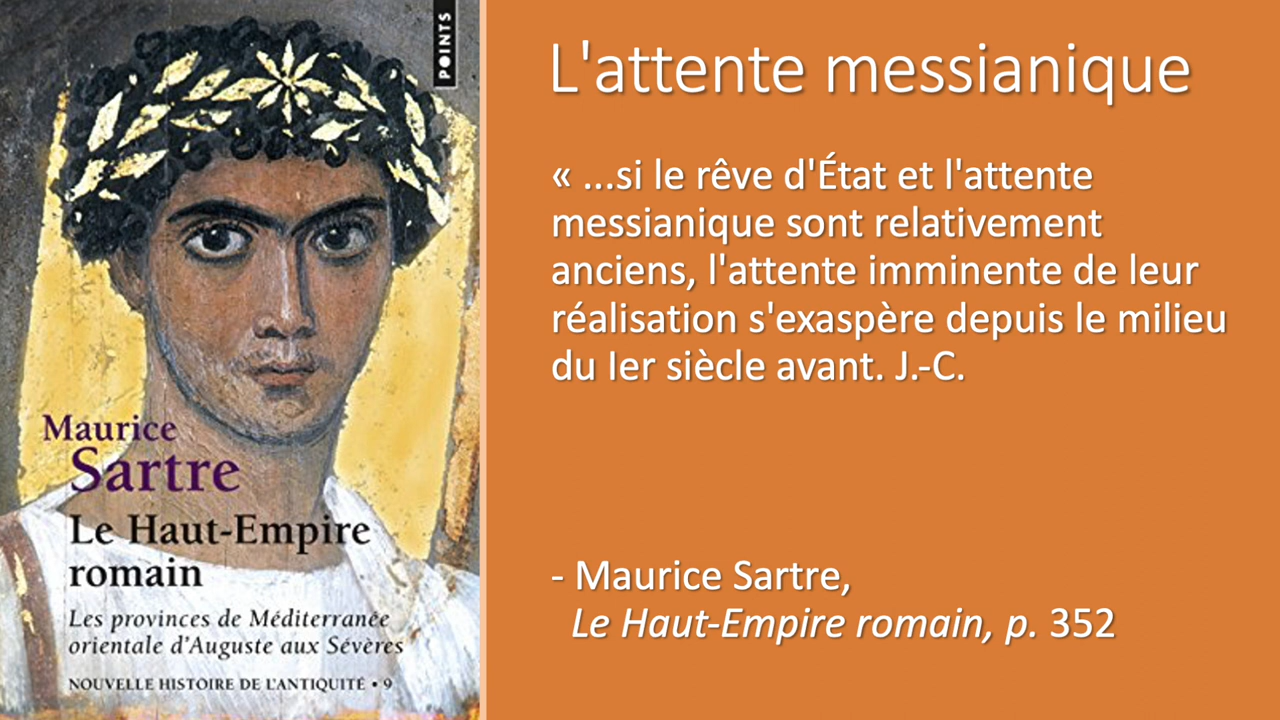 POINTS
Maurice
Sartre
Le Haut-Empire
romain
Les provinces de Méditerranée
orientale d'Auguste aux Sévères
NOUVELLE HISTOIRE DE L'ANTIQUITÉ • 9
L'attente messianique
« ...si le rêve d'État et l'attente
messianique sont relativement
anciens, l'attente imminente de leur
réalisation s'exaspère depuis le milieu
du Ier siècle avant. J.-C.
- Maurice Sartre,
Le Haut-Empire romain, p. 352